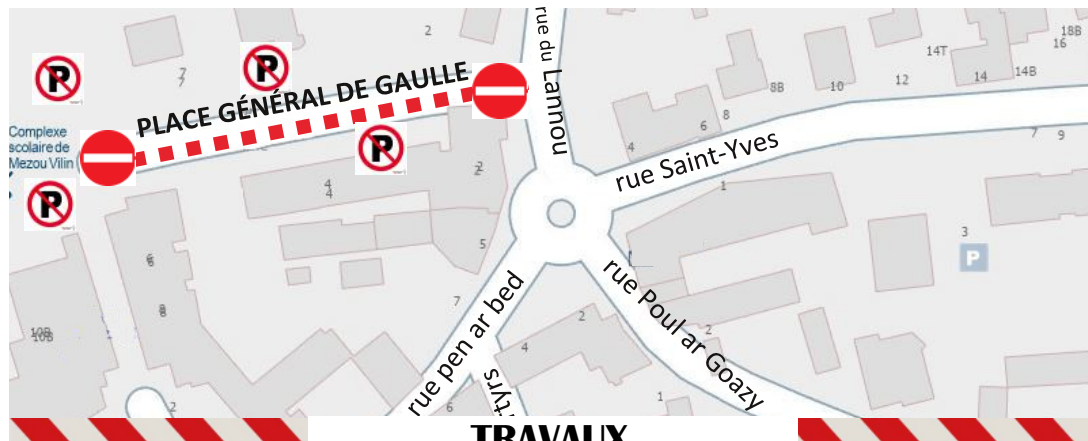 rue du Lannou
PLACE GÉNÉRAL DE GAULLE
Complexe
scolaire de
Mezou Vilin
rue Saint-Yves
rue pen ar bed
rue Poul ar Goazy
rtyrs
TRAVAUX
P
P
P
P
P
2
7
7
2
2
4
4
5
7
6
6
8
8
10B
10B
2
4
6
2
2
1
1
3
4
6
8
8B
10
12
14T
14
14B
16
18B
7
9